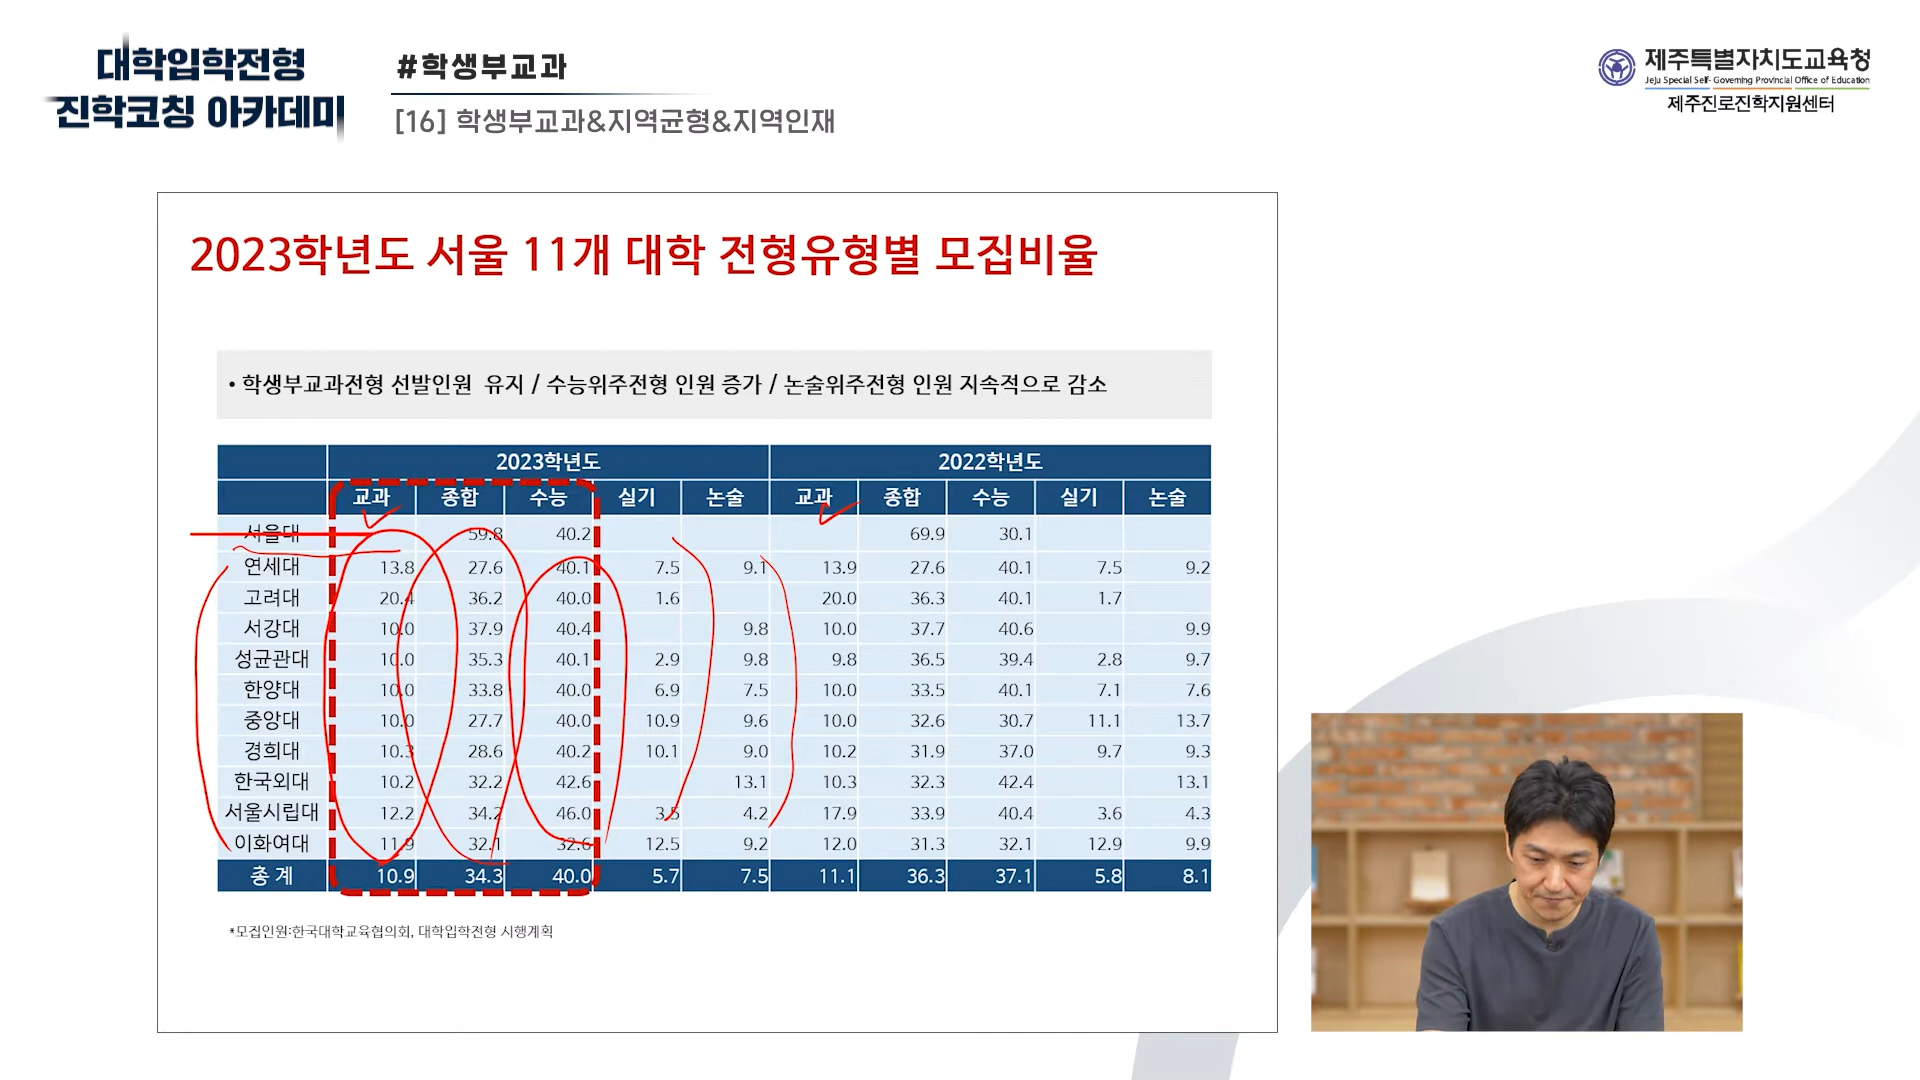 대학입학전형
진학코칭 아카데미
#학생부교과
[16] 학생부교과&지역균형&지역인재
제주특별자치도교육청
Jeju Special Self- Governing Provincial Office of Education
제주진로진학지원센터
2023학년도 서울 11개 대학 전형유형별 모집비율
• 학생부교과전형 선발인원 유지 / 수능위주전형 인원 증가 / 논술위주전형 인원 지속적으로 감소
2023학년도 2022학년도
교과 종합 수능 실기 논술 교과 종합 수능 실기 논술
서울대 59.8 40.2 69.9 30.1
연세대 13.8 27.6 40.1 7.5 9.1 13.9 27.6 40.1 7.5 9.2
고려대 20.4 36.2 40.0 1.6 20.0 36.3 40.1 1.7
서강대 10.0 37.9 40.4 9.8 10.0 37.7 40.6 9.9
성균관대 10.0 35.3 40.1 2.9 9.8 9.8 36.5 39.4 2.8 9.7
한양대 10.0 33.8 40.0 6.9 7.5 10.0 33.5 40.1 7.1 7.6
중앙대 10.0 27.7 40.0 10.9 9.6 10.0 32.6 30.7 11.1 13.7
경희대 10.3 28.6 40.2 10.1 9.0 10.2 31.9 37.0 9.7 9.3
한국외대 10.2 32.2 42.6 13.1 10.3 32.3 42.4 13.1
서울시립대 12.2 34.2 46.0 3.5 4.2 17.9 33.9 40.4 3.6 4.3
이화여대 11.9 32.1 32.6 12.5 9.2 12.0 31.3 32.1 12.9 9.9
총 계 10.9 34.3 40.0 5.7 7.5 11.1 36.3 37.1 5.8 8.1
*모집인원:한국대학교육협의회, 대학입학전형 시행계획